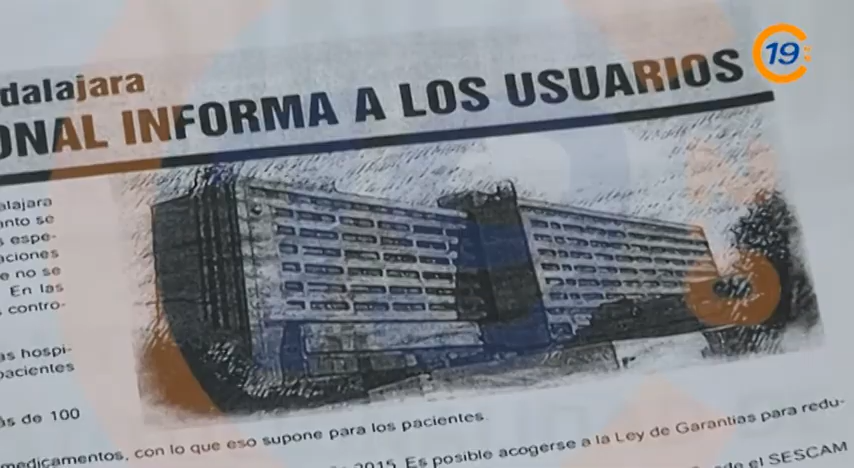 19
dalajara
ONAL INFORMA A LOS USUARIOS
alajara
anto se
espe-
aciones
e no se
En las
contro-
as hospi-
pacientes
ás de 100
medicamentos, con lo que eso supone para los pacientes.
2015. Es posible acogerse a la Ley de Garantías para redu-
el SESCAM